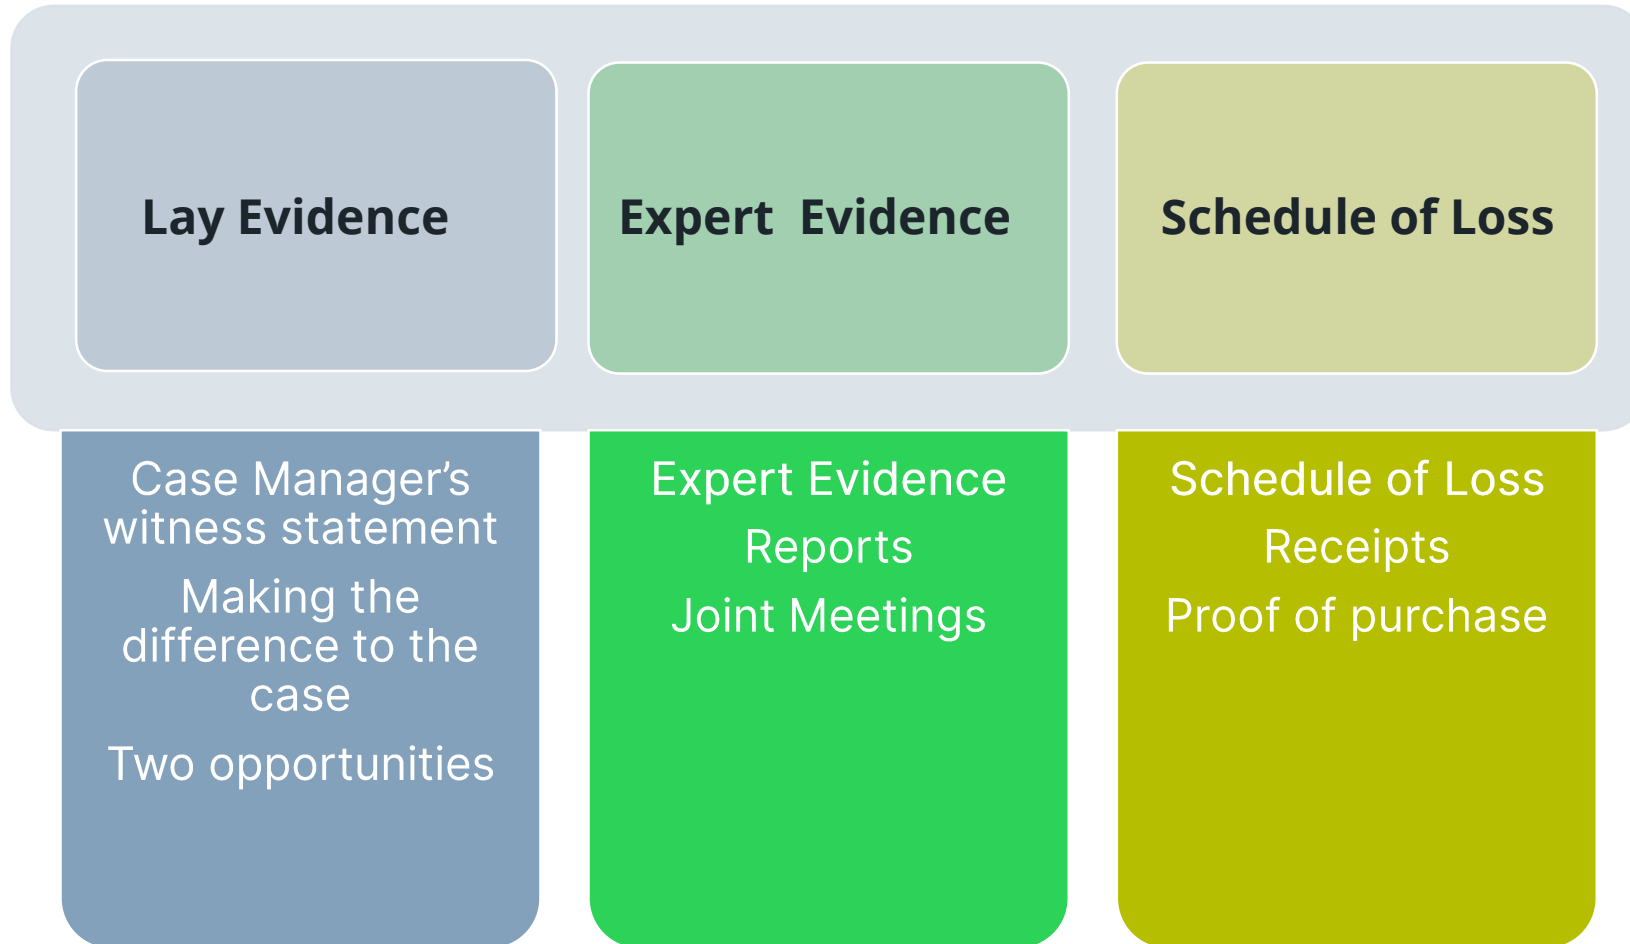 Lay Evidence
Expert  Evidence
Schedule of Loss
Case Manager’s
witness statement
Making the
difference to the
case
Two opportunities
Expert Evidence
Reports
Joint Meetings
Schedule of Loss
Receipts
Proof of purchase